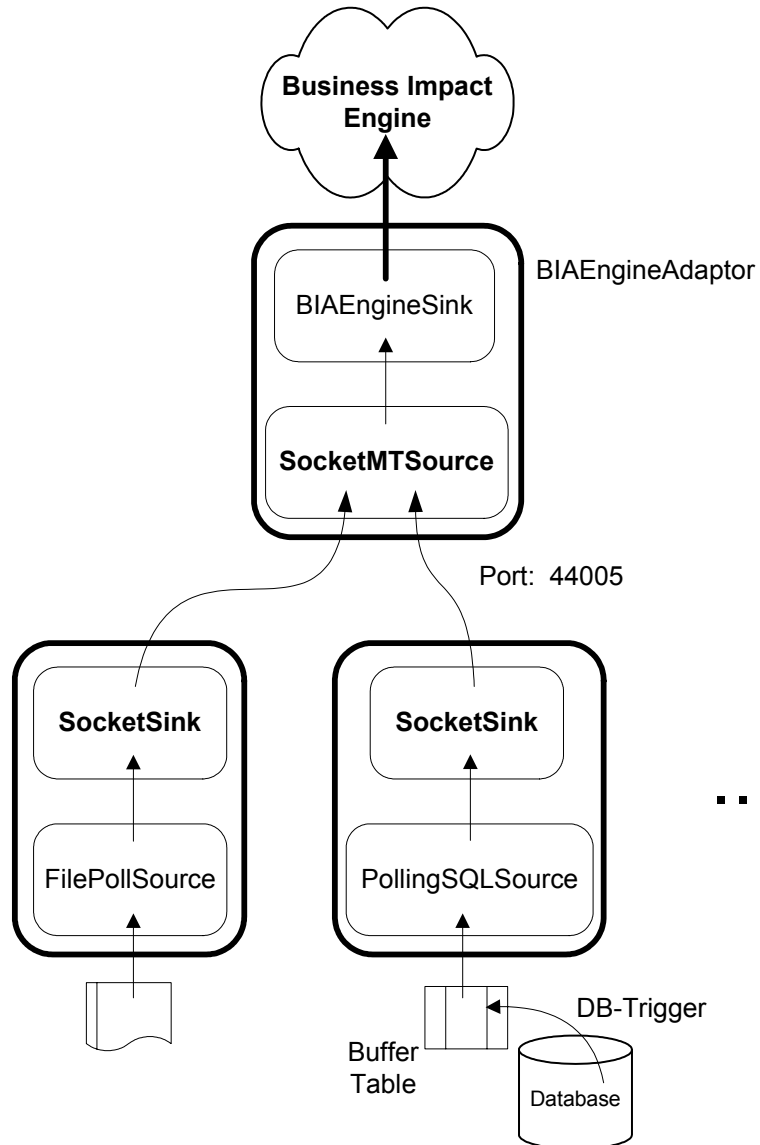 Business Impact
Engine
BIAEngineAdaptor
BIAEngineSink
SocketMTSource
Port: 44005
SocketSink
SocketSink
FilePollSource
PollingSQLSource
..
DB-Trigger
Buffer
Table
Database